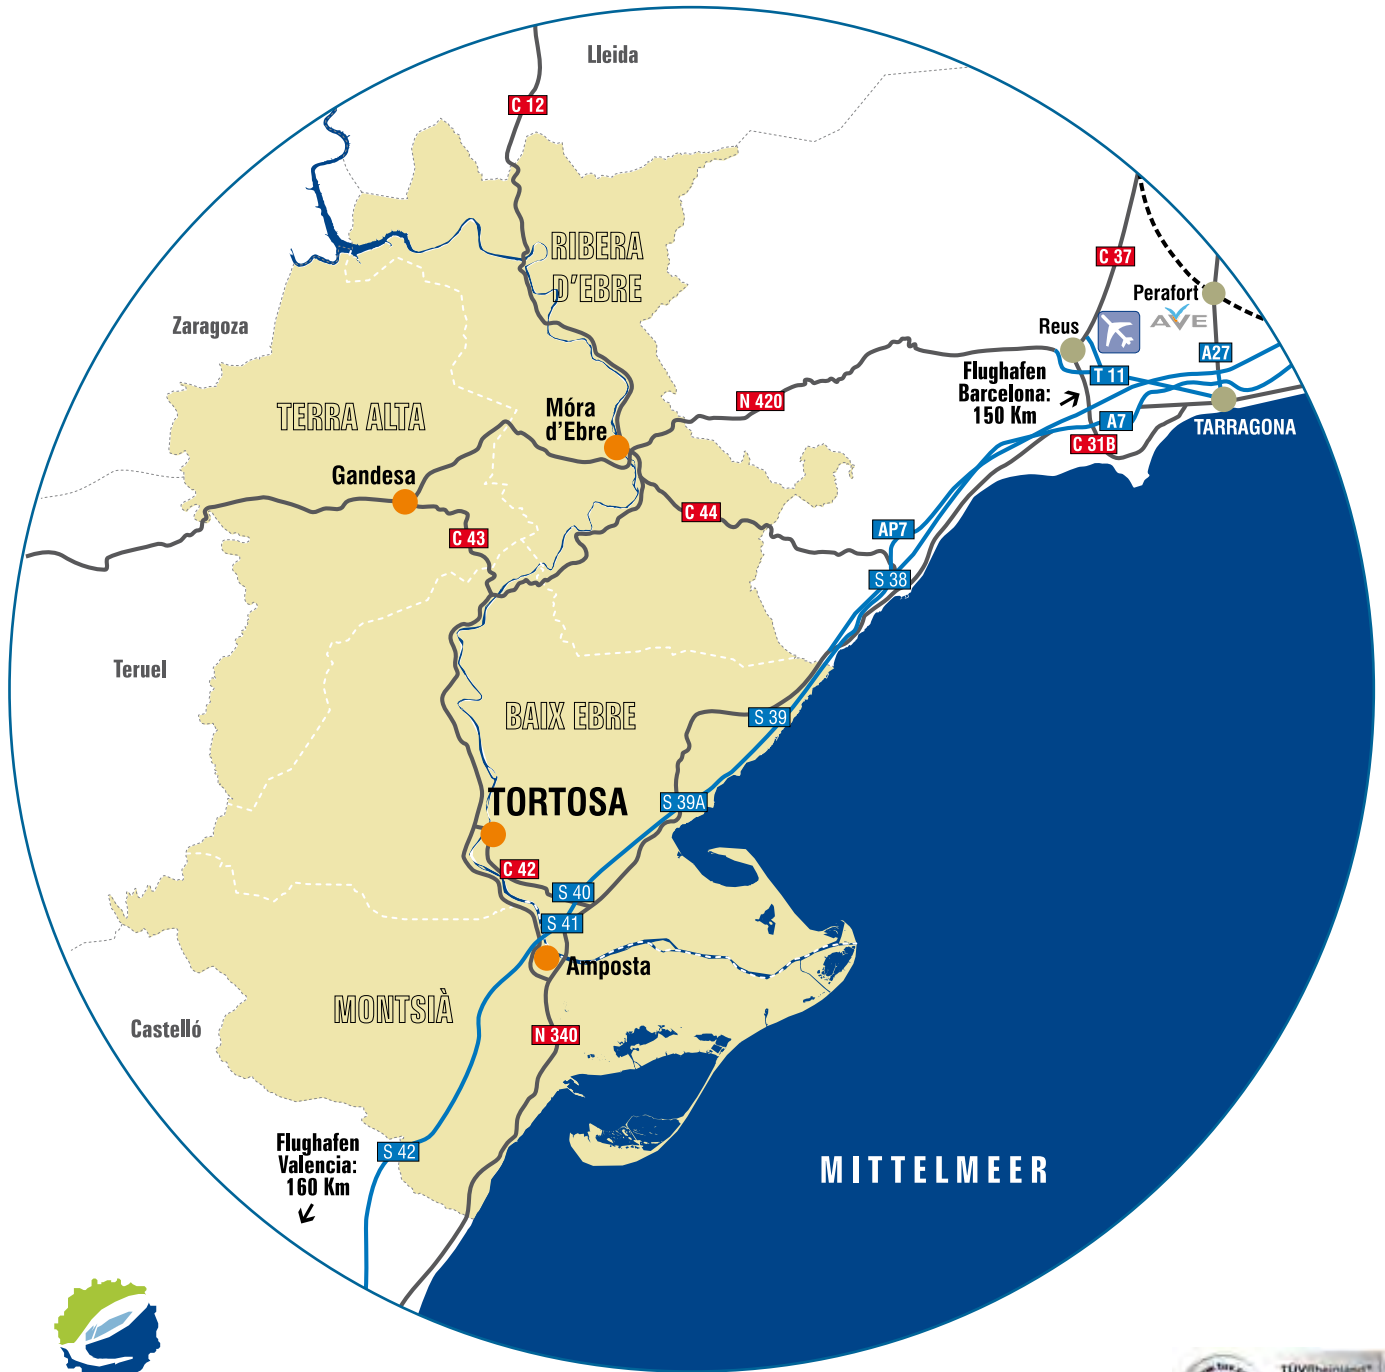 Lleida
C 12
RIBERA
D'EBRE
C 37
Perafort
AVE
Zaragoza
Reus
A27
Flughafen
Barcelona:
150 Km
T 11
TERRA ALTA
Móra
d'Ebre
N 420
A7
TARRAGONA
C 31B
Gandesa
C 44
C 43
AP7
S 38
Teruel
BAIX EBRE
S 39
TORTOSA
S 39A
C 42
S 40
S 41
Amposta
MONTSIÀ
Castelló
N 340
Flughafen
Valencia:
160 Km
S 42
MITTELMEER
TÜVRheinland